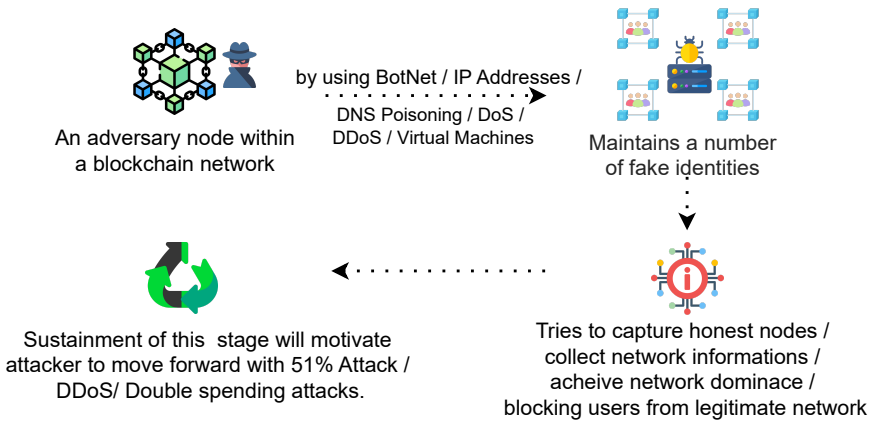 An adversary node within
a blockchain network
by using BotNet / IP Addresses /
DNS Poisoning / DoS /
DDoS / Virtual Machines
Maintains a number
of fake identities
Tries to capture honest nodes /
collect network informations /
acheive network dominace /
blocking users from legitimate network
Sustainment of this stage will motivate
attacker to move forward with 51% Attack /
DDoS/ Double spending attacks.